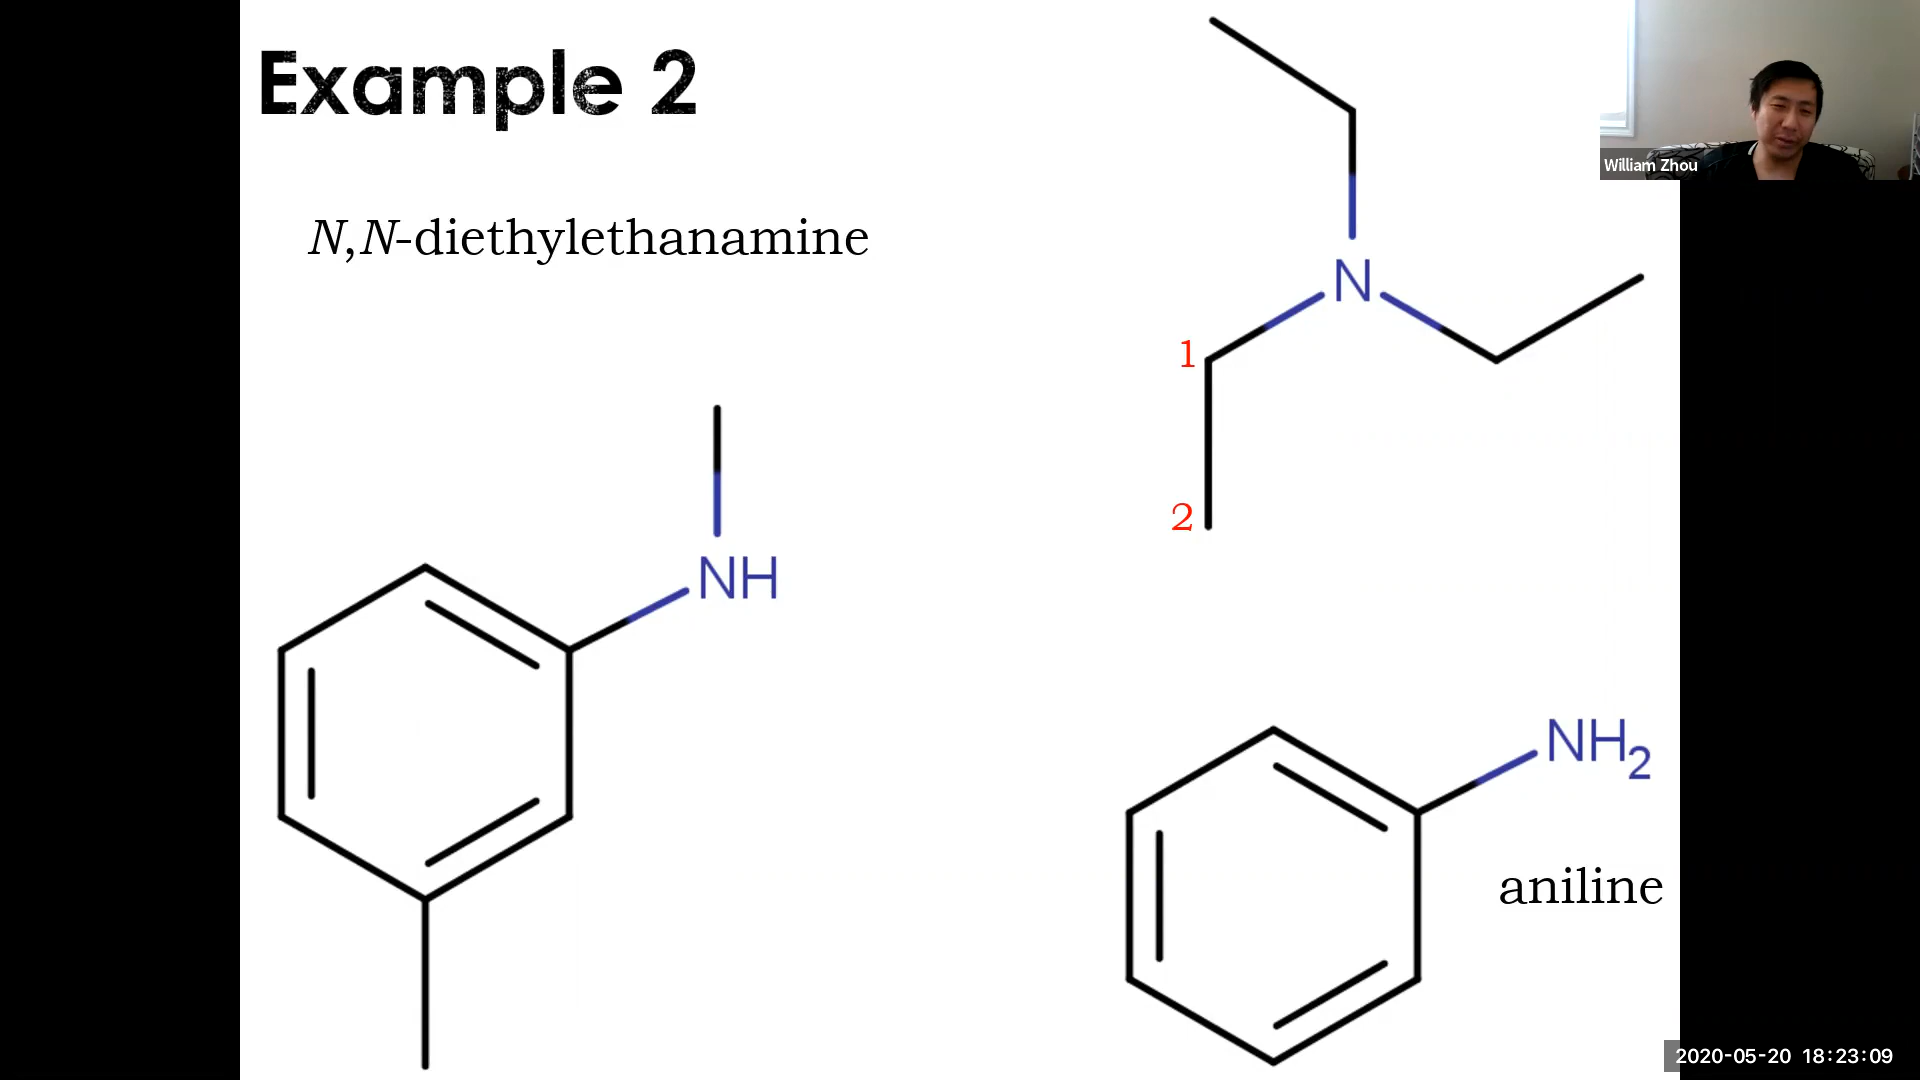 Example 2
William Zhou
N,N-diethylethanamine
N
1
2
NH
NH2
aniline
2020-05-20 18:23:09